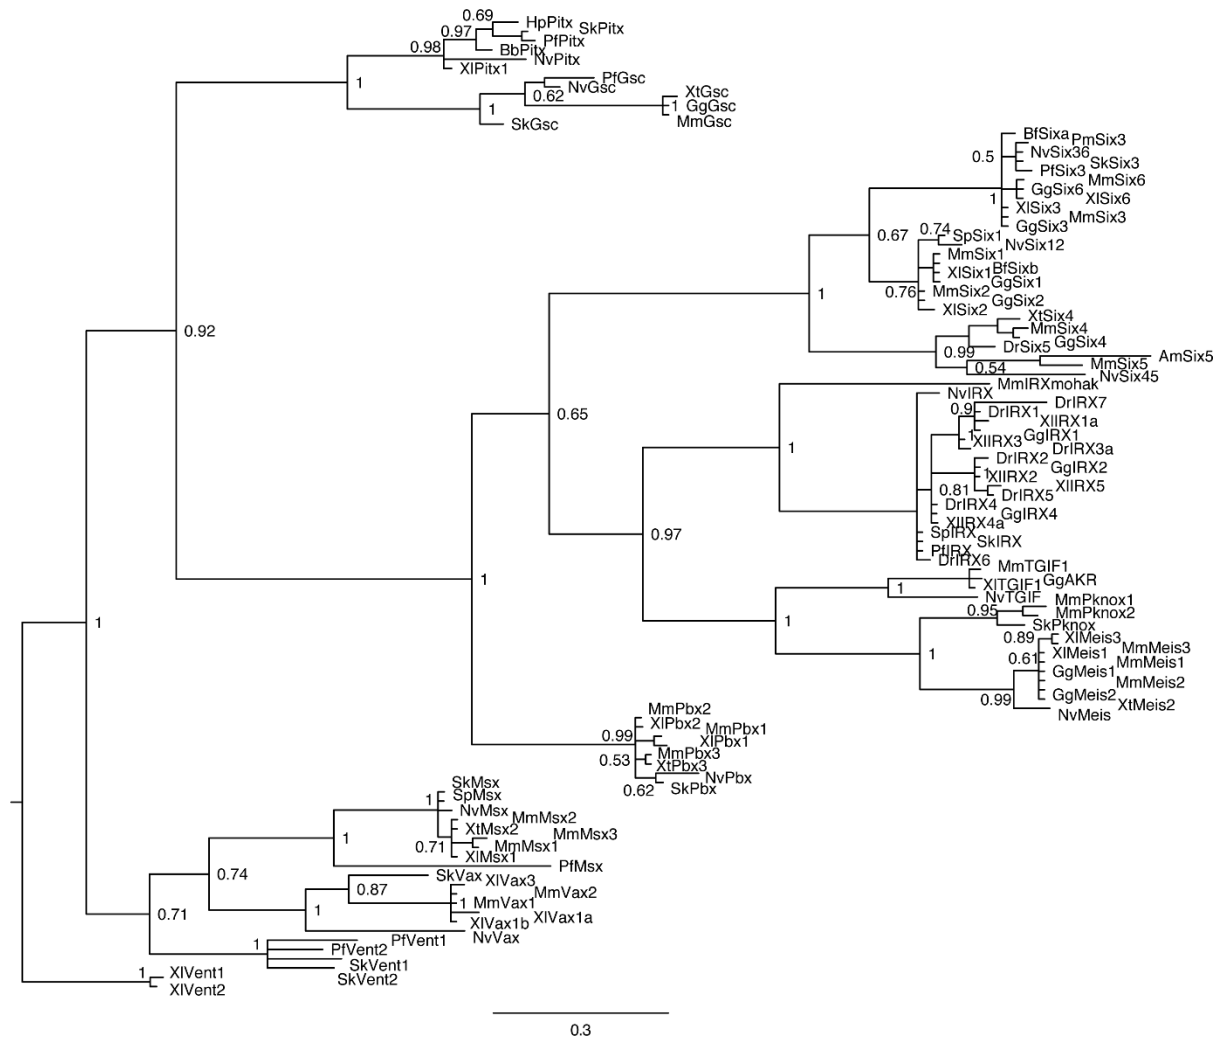 0.69
HpPitx
SkPitx
0.97
PfPitx
0.98
BbPitx
NvPitx
XlPitx1
1
PfGsc
NvGsc
0.62
XtGsc
1
GgGsc
1
MmGsc
SkGsc
BfSixa
PmSix3
0.5
NvSix36
SkSix3
PfSix3
MmSix6
GgSix6
1
XlSix6
XlSix3
MmSix3
GgSix3
0.67
0.74
SpSix1
NvSix12
MmSix1
BfSixb
XlSix1
GgSix1
0.76
MmSix2
GgSix2
XlSix2
1
XtSix4
MmSix4
GgSix4
DrSix5
0.99
AmSix5
0.54
MmSix5
NvSix45
0.92
MmIRXmohak
NvIRX
DrIRX7
0.9
DrIRX1
XlIRX1a
0.65
1
GgIRX1
XlIRX3
DrIRX3a
1
DrIRX2
GgIRX2
1
XlIRX2
XlIRX5
0.81
DrIRX5
DrIRX4
GgIRX4
XlIRX4a
SpIRX
SkIRX
PfIRX
DrIRX6
0.97
MmTGIF1
GgAKR
XlTGIF1
1
NvTGIF
1
MmPknox1
0.95
MmPknox2
SkPknox
1
1
0.89
XlMeis3
MmMeis3
XlMeis1
0.61
MmMeis1
1
GgMeis1
MmMeis2
GgMeis2
0.99
XtMeis2
NvMeis
MmPbx2
XlPbx2
MmPbx1
0.99
XlPbx1
MmPbx3
0.53
XtPbx3
NvPbx
0.62
SkPbx
SkMsx
1
SpMsx
NvMsx
MmMsx2
XtMsx2
MmMsx3
1
0.71
MmMsx1
XlMsx1
PfMsx
0.74
SkVax
XlVax3
0.87
MmVax2
1
MmVax1
1
XlVax1a
0.71
XlVax1b
NvVax
1
PfVent1
PfVent2
SkVent1
SkVent2
1
XlVent1
XlVent2
0.3